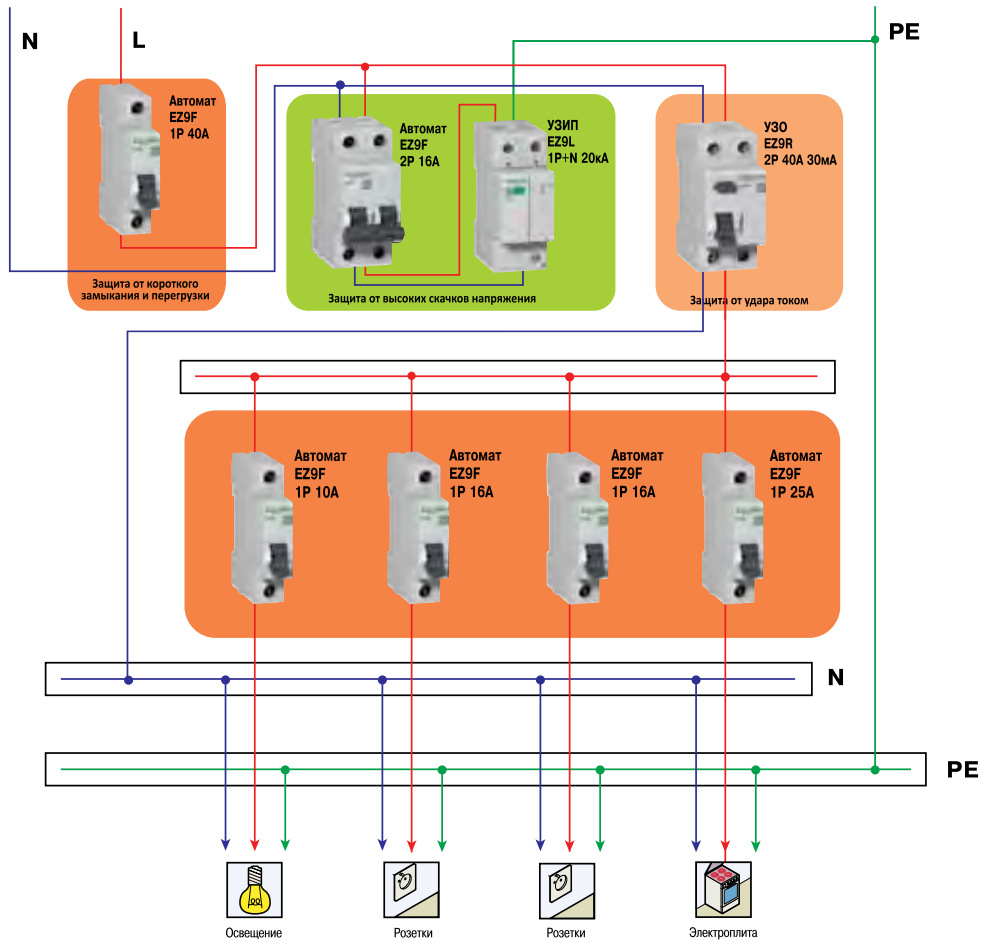 N
L
PE
Автомат
EZ9F
1P 40A
Автомат
EZ9F
2P 16A
УЗИП
EZ9L
1P+N 20кА
УЗО
EZ9R
2P 40A 30мА
Защита от короткого
замыкания и перегрузки
Защита от высоких скачков напряжения
Защита от удара током
Автомат
EZ9F
1P 10A
Автомат
EZ9F
1P 16A
Автомат
EZ9F
1P 16A
Автомат
EZ9F
1P 25A
N
PE
Освещение
Розетки
Розетки
Электроплита